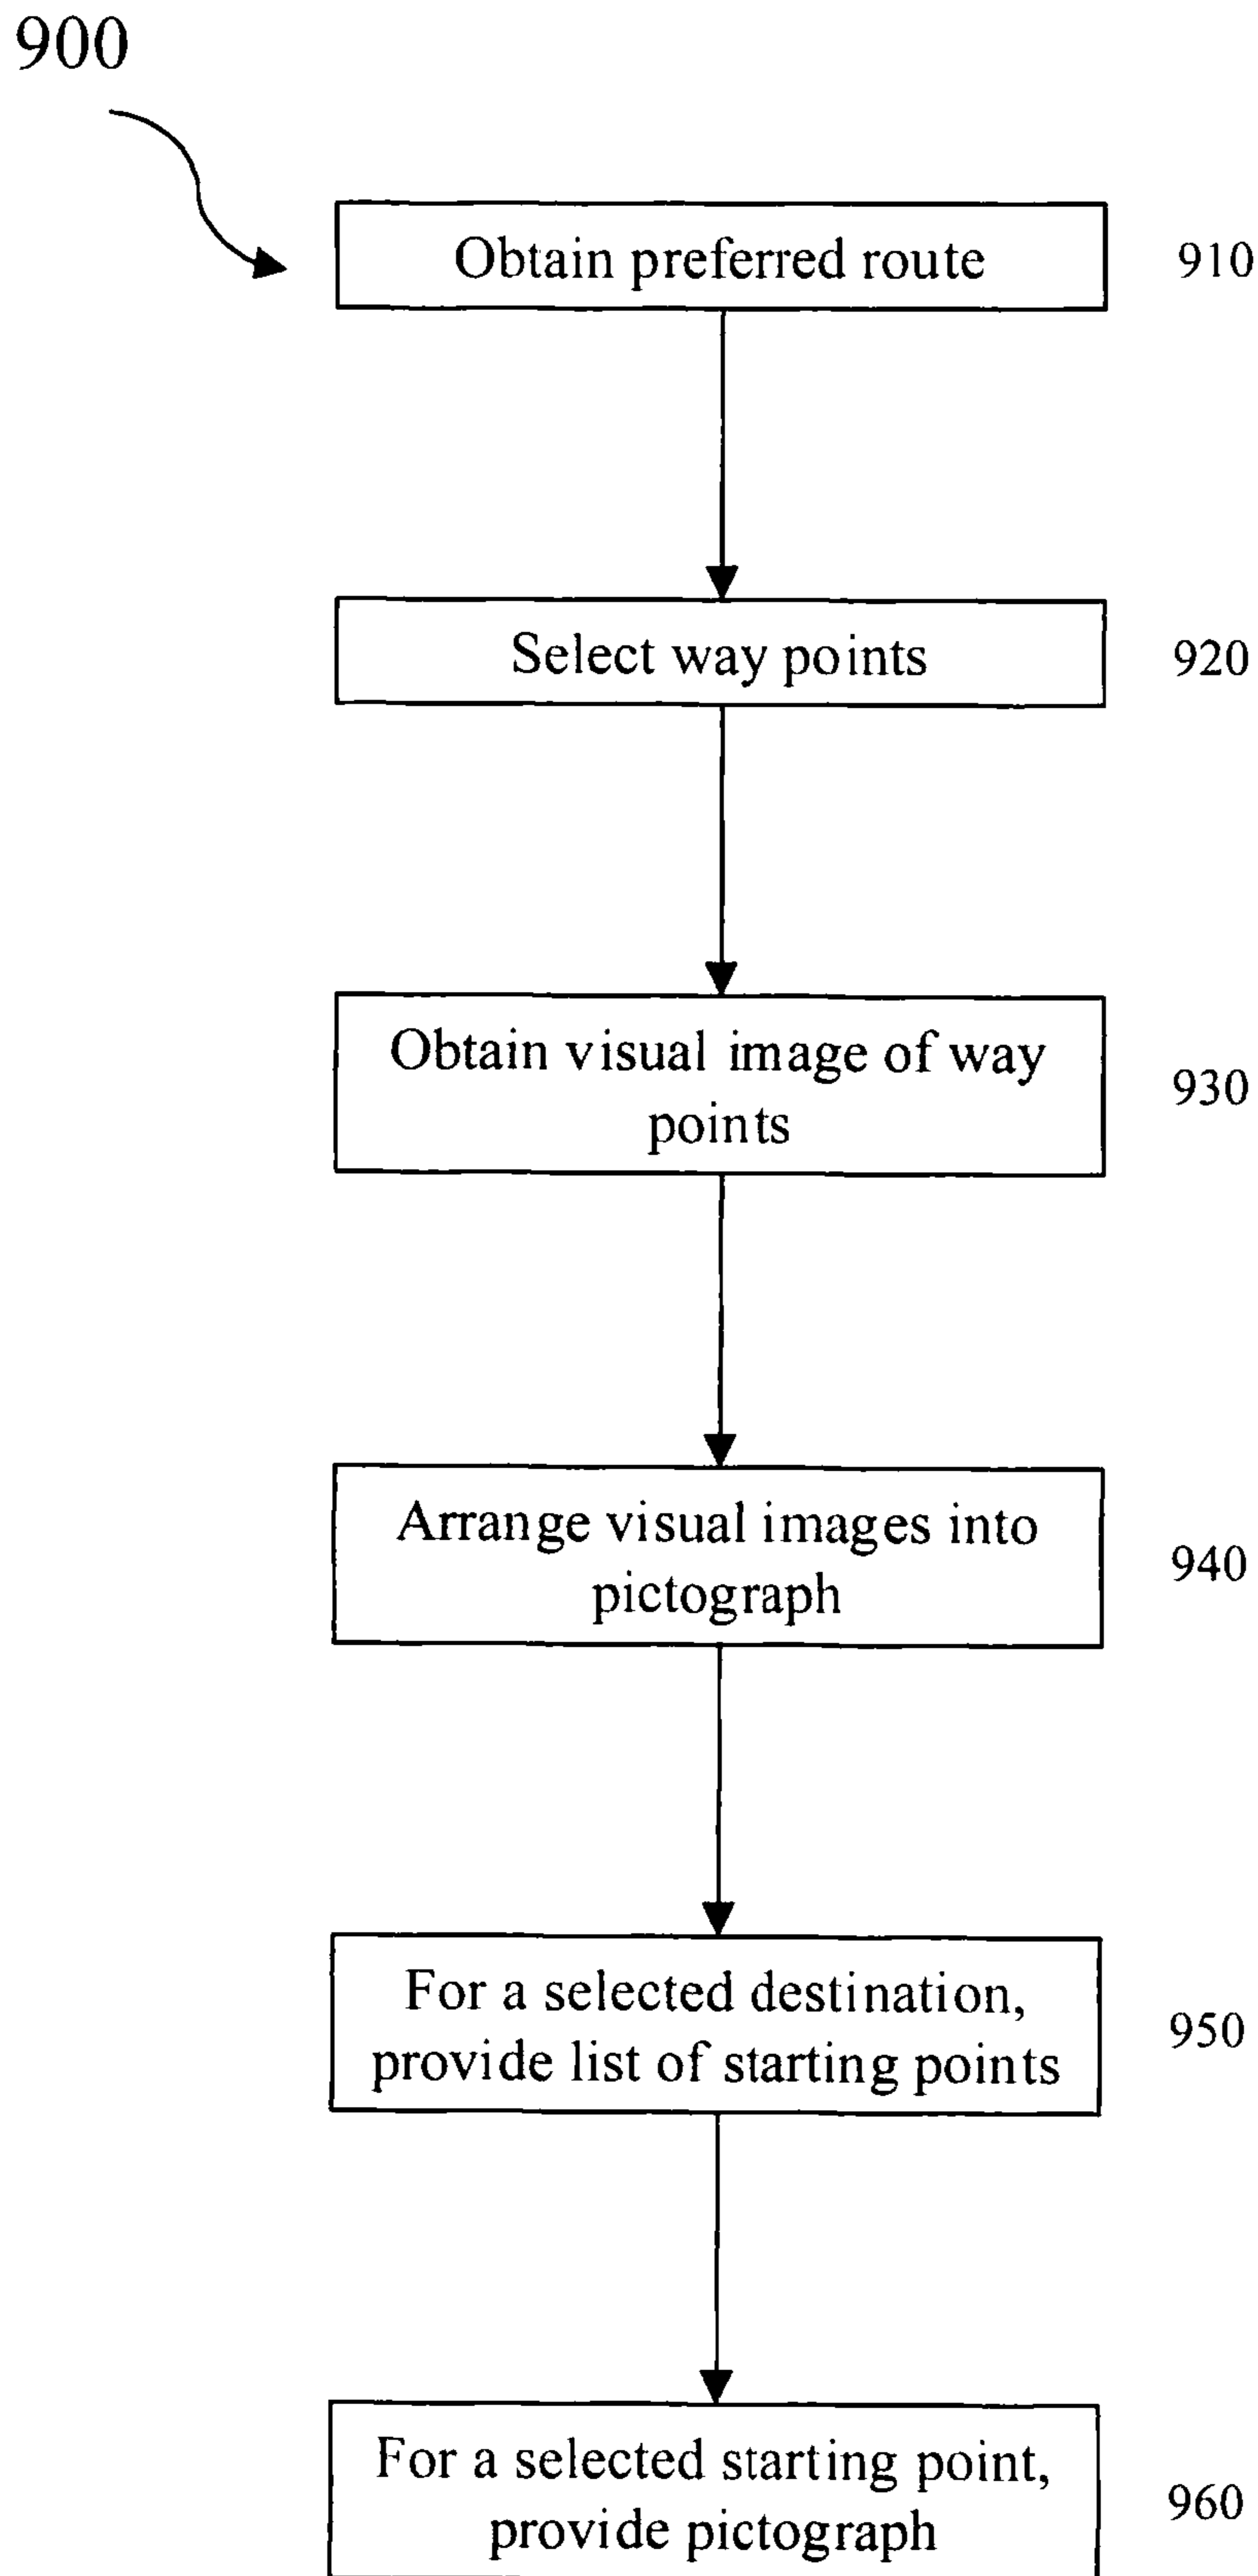 900
Obtain preferred route
910
Select way points
920
Obtain visual image of way
points
930
Arrange visual images into
pictograph
940
For a selected destination,
provide list of starting points
950
For a selected starting point,
provide pictograph
960